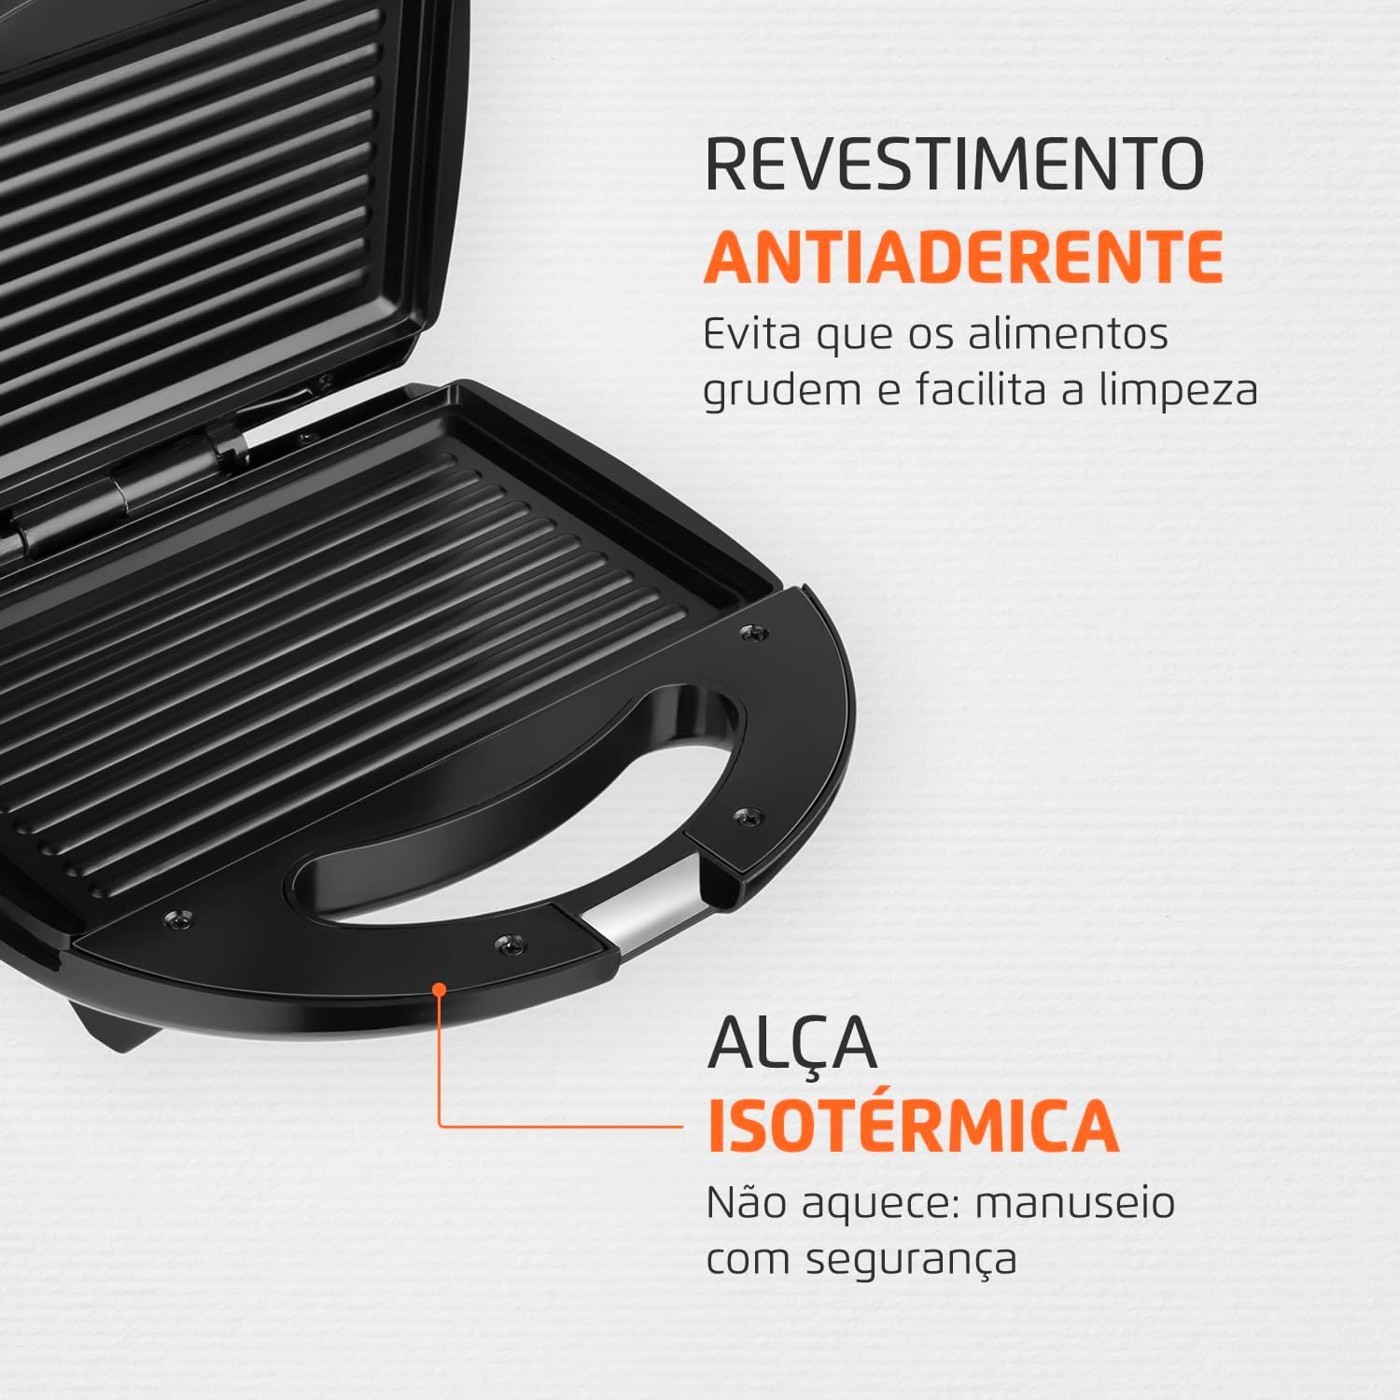 REVESTIMENTO
ANTIADERENTE
Evita que os alimentos
grudem e facilita a limpeza
ALÇA
ISOTÉRMICA
Não aquece: manuseio
com segurança